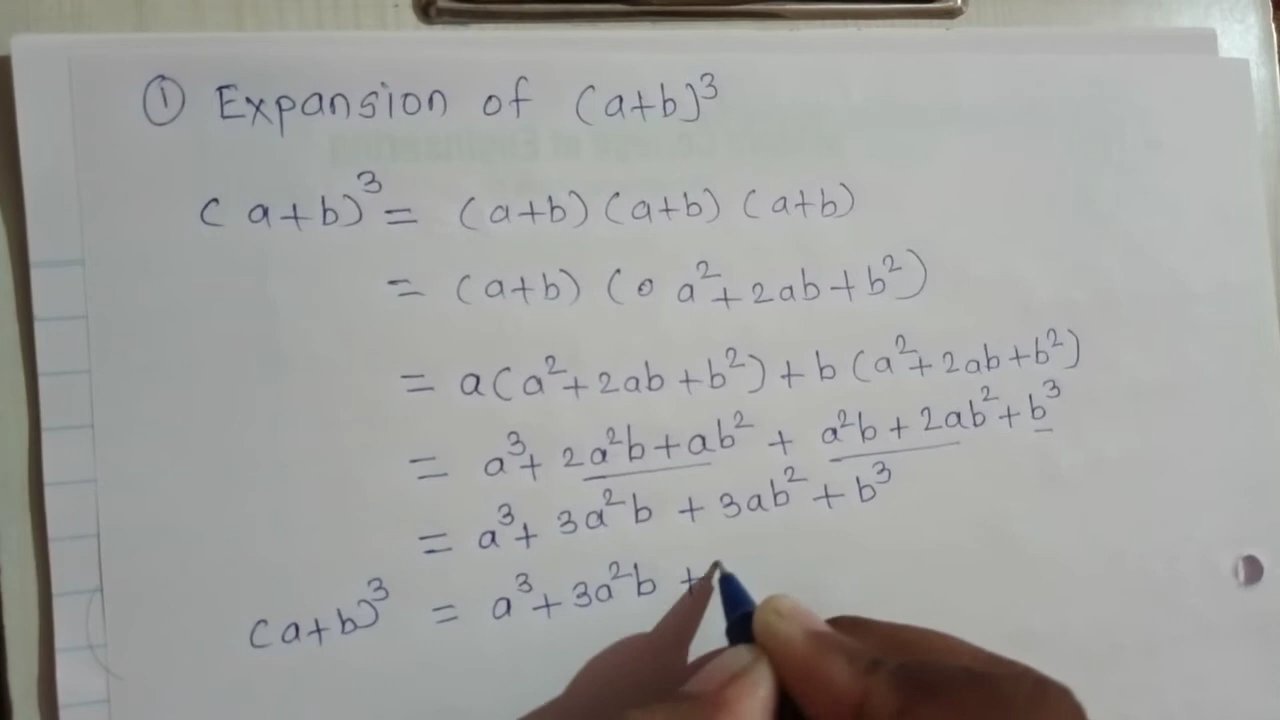 ① Expansion of (a+b)³
(a+b)³ = (a+b) (a+b) (a+b)
= (a+b) ( a² + 2ab + b²)
= a(a² + 2ab + b²) + b (a² + 2ab + b²)
= a³ + 2a²b + ab² + a²b + 2ab² + b³
= a³ + 3a²b + 3ab² + b³
(a+b)³ = a³ + 3a²b +